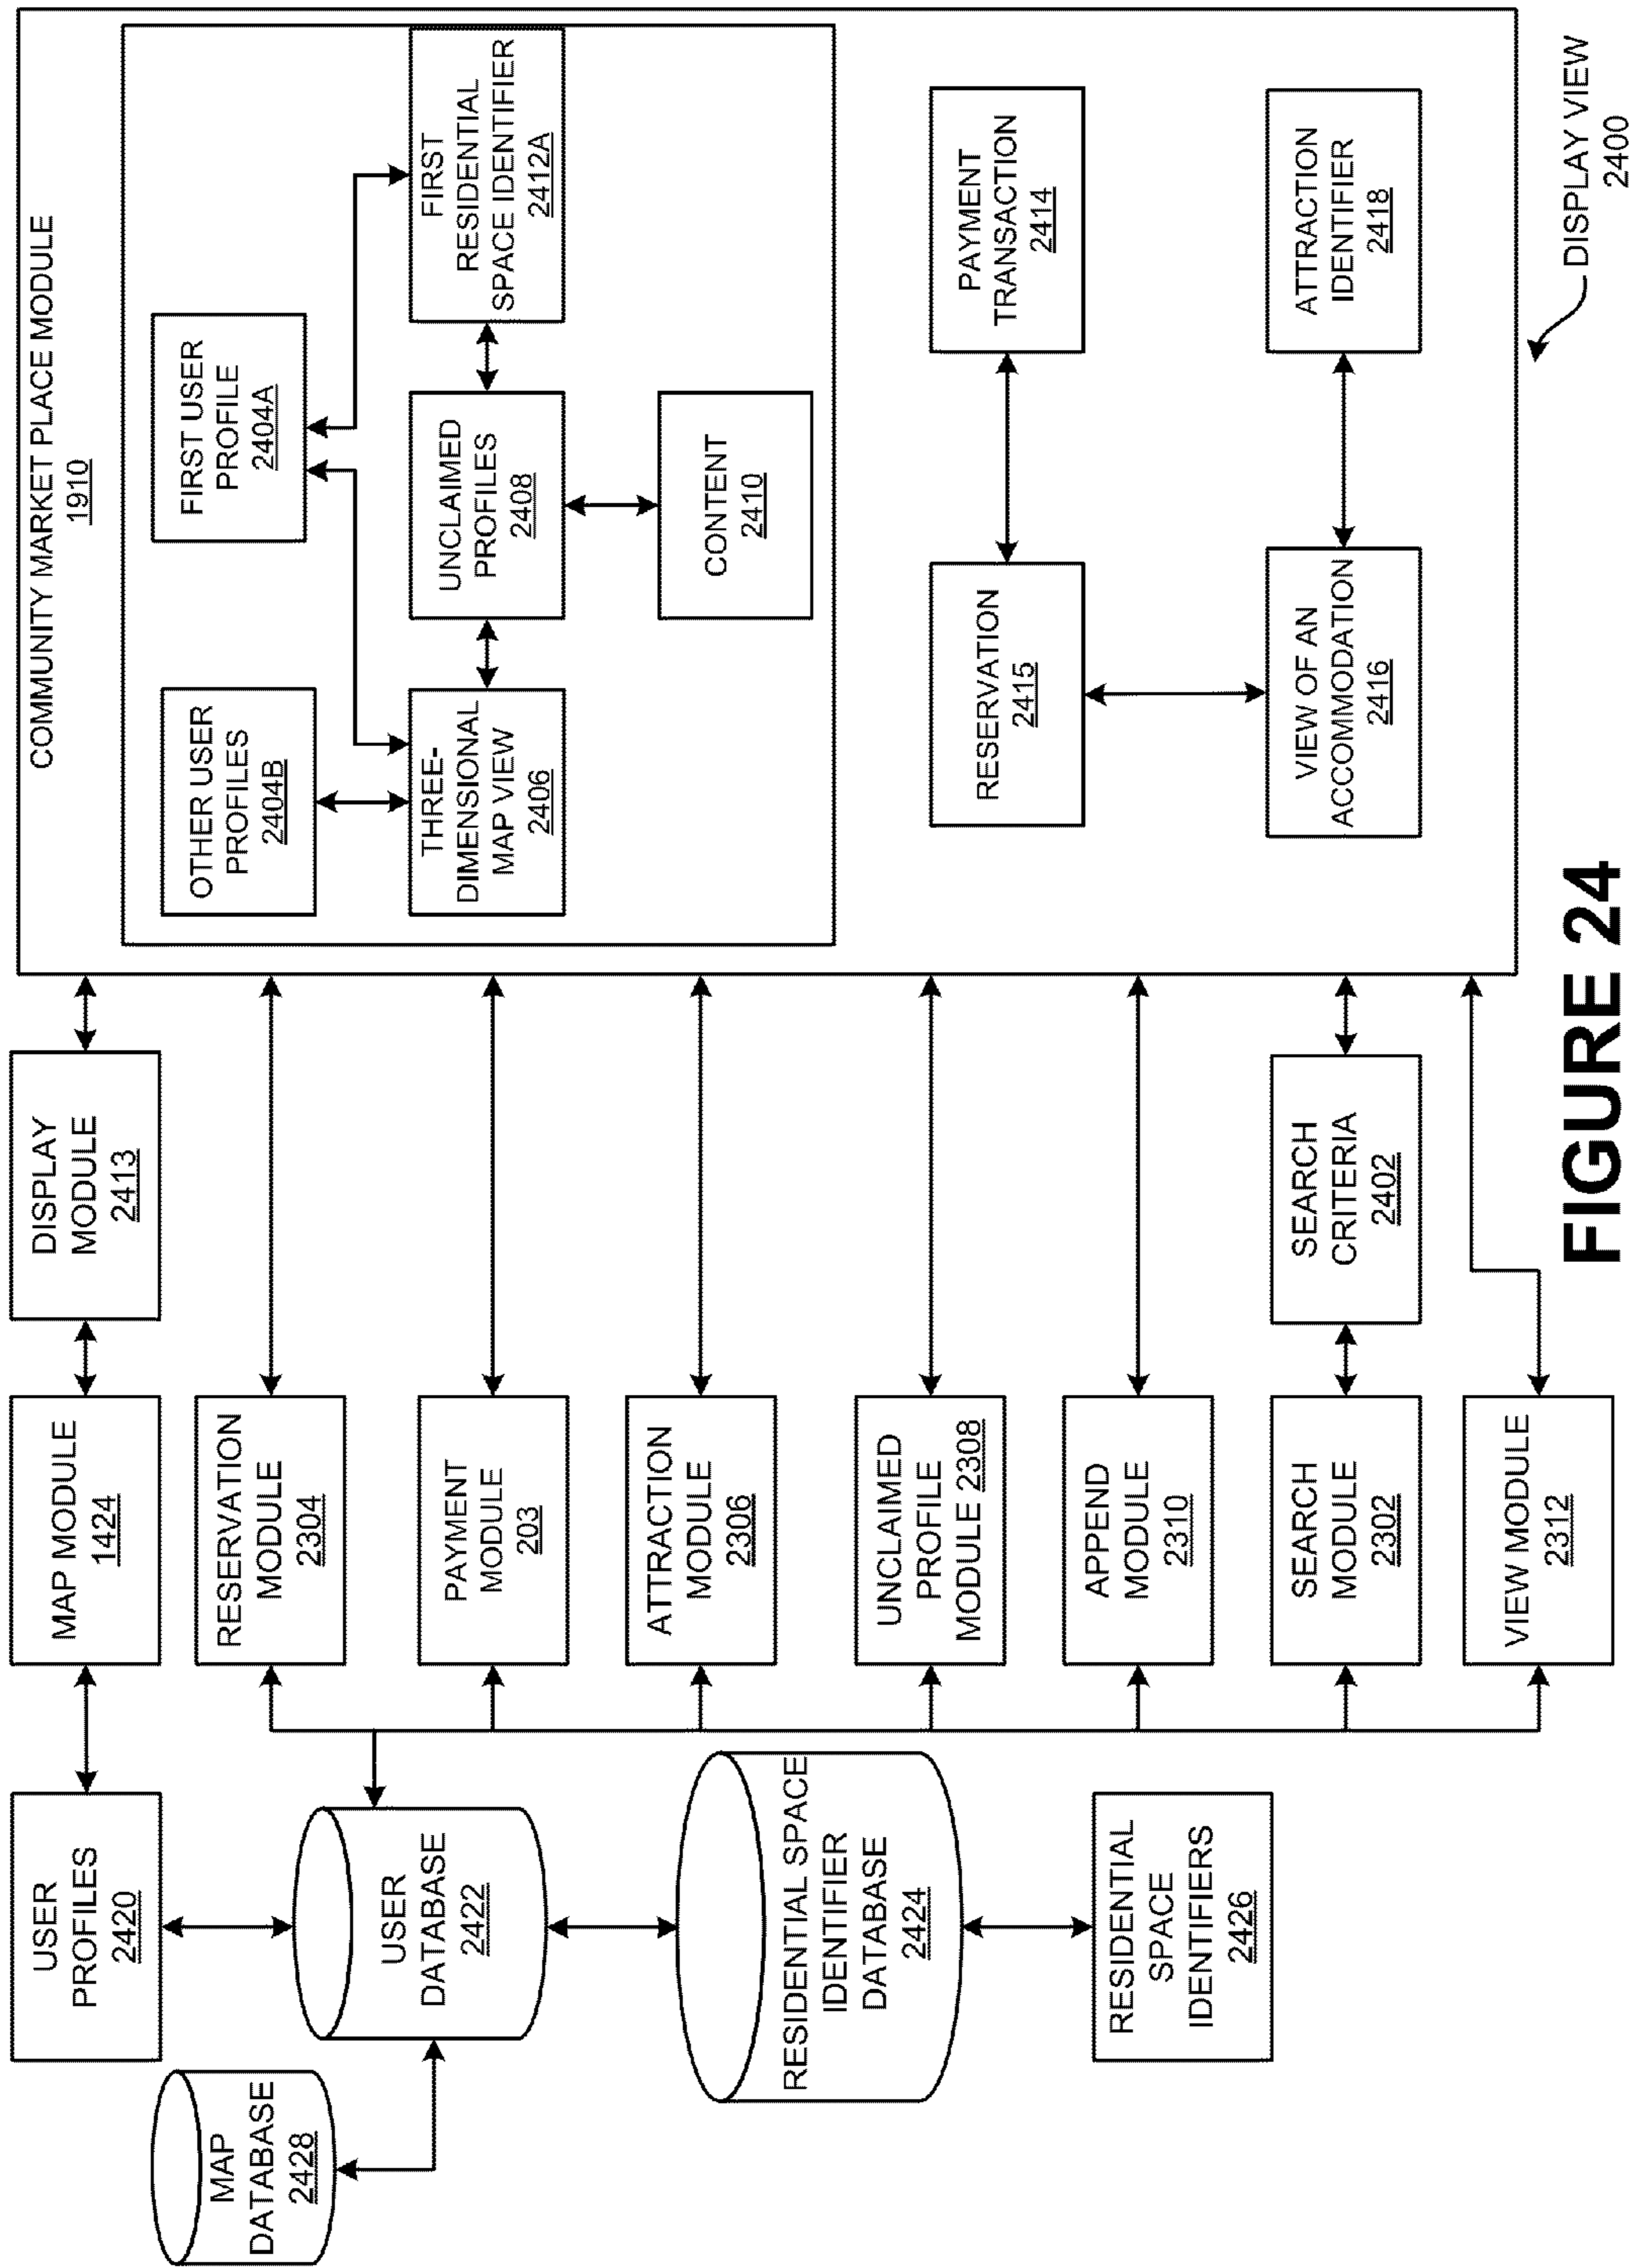 COMMUNITY MARKET PLACE MODULE
1910
MAP
DATABASE
2428
USER
PROFILES
2420
MAP MODULE
1424
DISPLAY
MODULE
2413
OTHER USER
PROFILES
2404B
FIRST USER
PROFILE
2404A
RESERVATION
MODULE
2304
USER
DATABASE
2422
THREE-
DIMENSIONAL
MAP VIEW
2406
UNCLAIMED
PROFILES
2408
FIRST
RESIDENTIAL
SPACE IDENTIFIER
2412A
PAYMENT
MODULE
203
CONTENT
2410
ATTRACTION
MODULE
2306
RESIDENTIAL SPACE
IDENTIFIER
DATABASE
2424
UNCLAIMED
PROFILE
MODULE 2308
RESERVATION
2415
PAYMENT
TRANSACTION
2414
APPEND
MODULE
2310
RESIDENTIAL
SPACE
IDENTIFIERS
2426
SEARCH
MODULE
2302
SEARCH
CRITERIA
2402
VIEW OF AN
ACCOMMODATION
2416
ATTRACTION
IDENTIFIER
2418
VIEW MODULE
2312
DISPLAY VIEW
2400
FIGURE 24